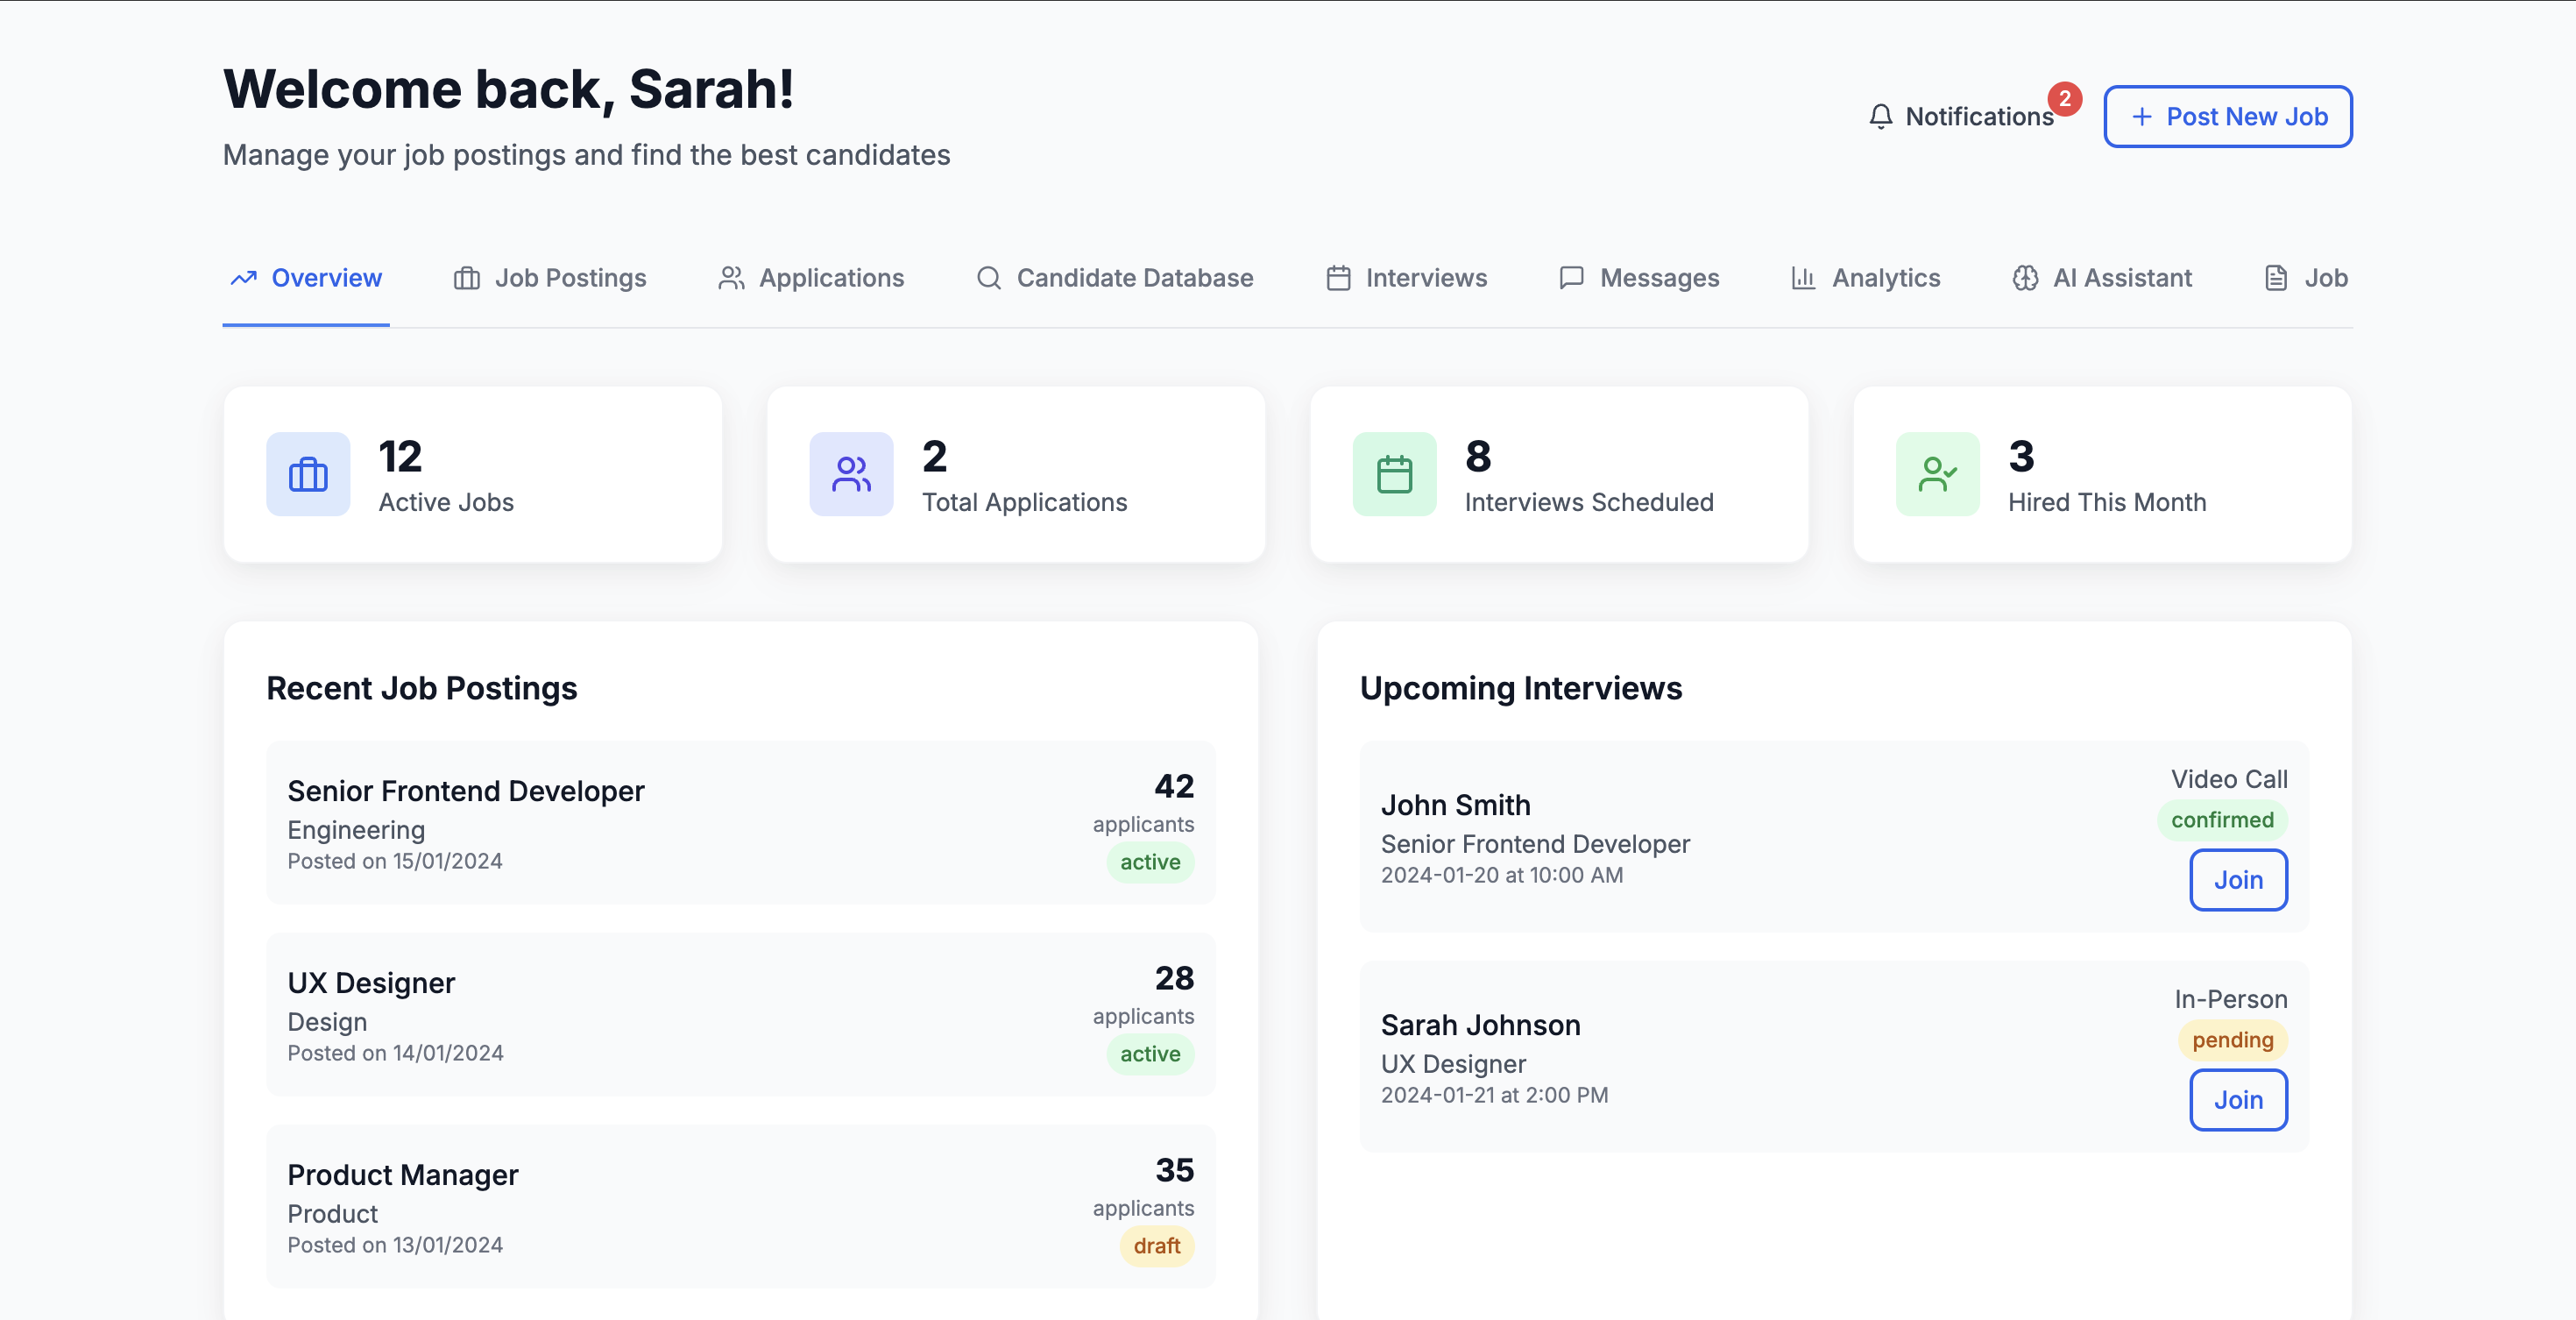 Welcome back, Sarah!
Manage your job postings and find the best candidates
Notifications 2
Post New Job
Overview Job Postings Applications Candidate Database Interviews Messages Analytics AI Assistant Job
12
Active Jobs
2
Total Applications
8
Interviews Scheduled
3
Hired This Month
Recent Job Postings
Senior Frontend Developer
Engineering
Posted on 15/01/2024
42
applicants
active
UX Designer
Design
Posted on 14/01/2024
28
applicants
active
Product Manager
Product
Posted on 13/01/2024
35
applicants
draft
Upcoming Interviews
John Smith
Senior Frontend Developer
2024-01-20 at 10:00 AM
Video Call
confirmed
Join
Sarah Johnson
UX Designer
2024-01-21 at 2:00 PM
In-Person
pending
Join